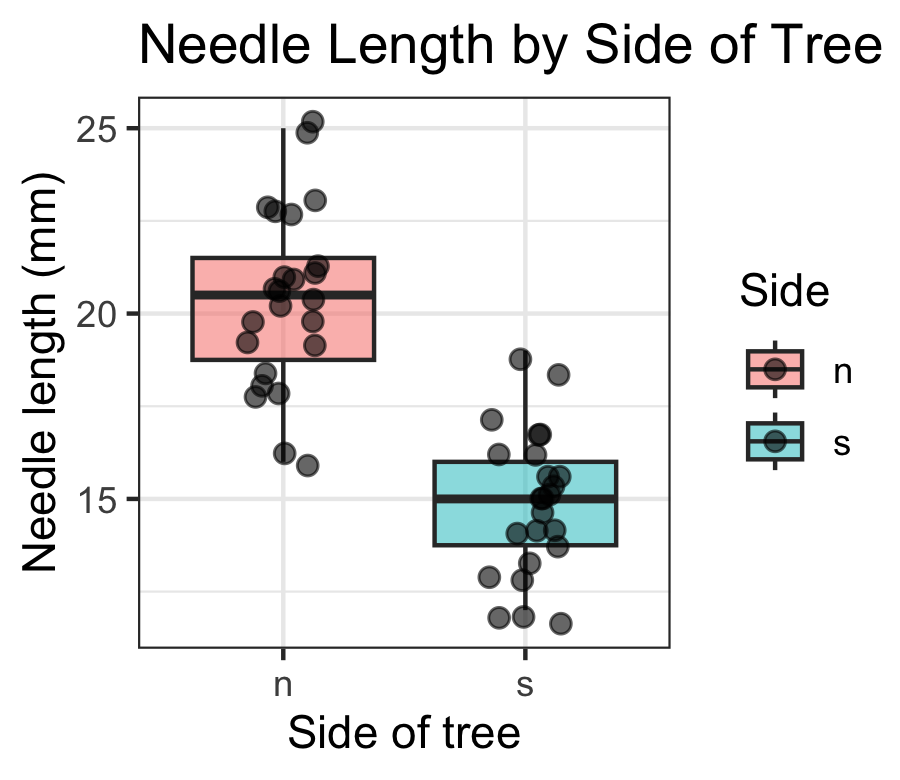 Needle Length by Side of Tree
Needle length (mm)
25
20
15
n
s
Side of tree
Side
n
s